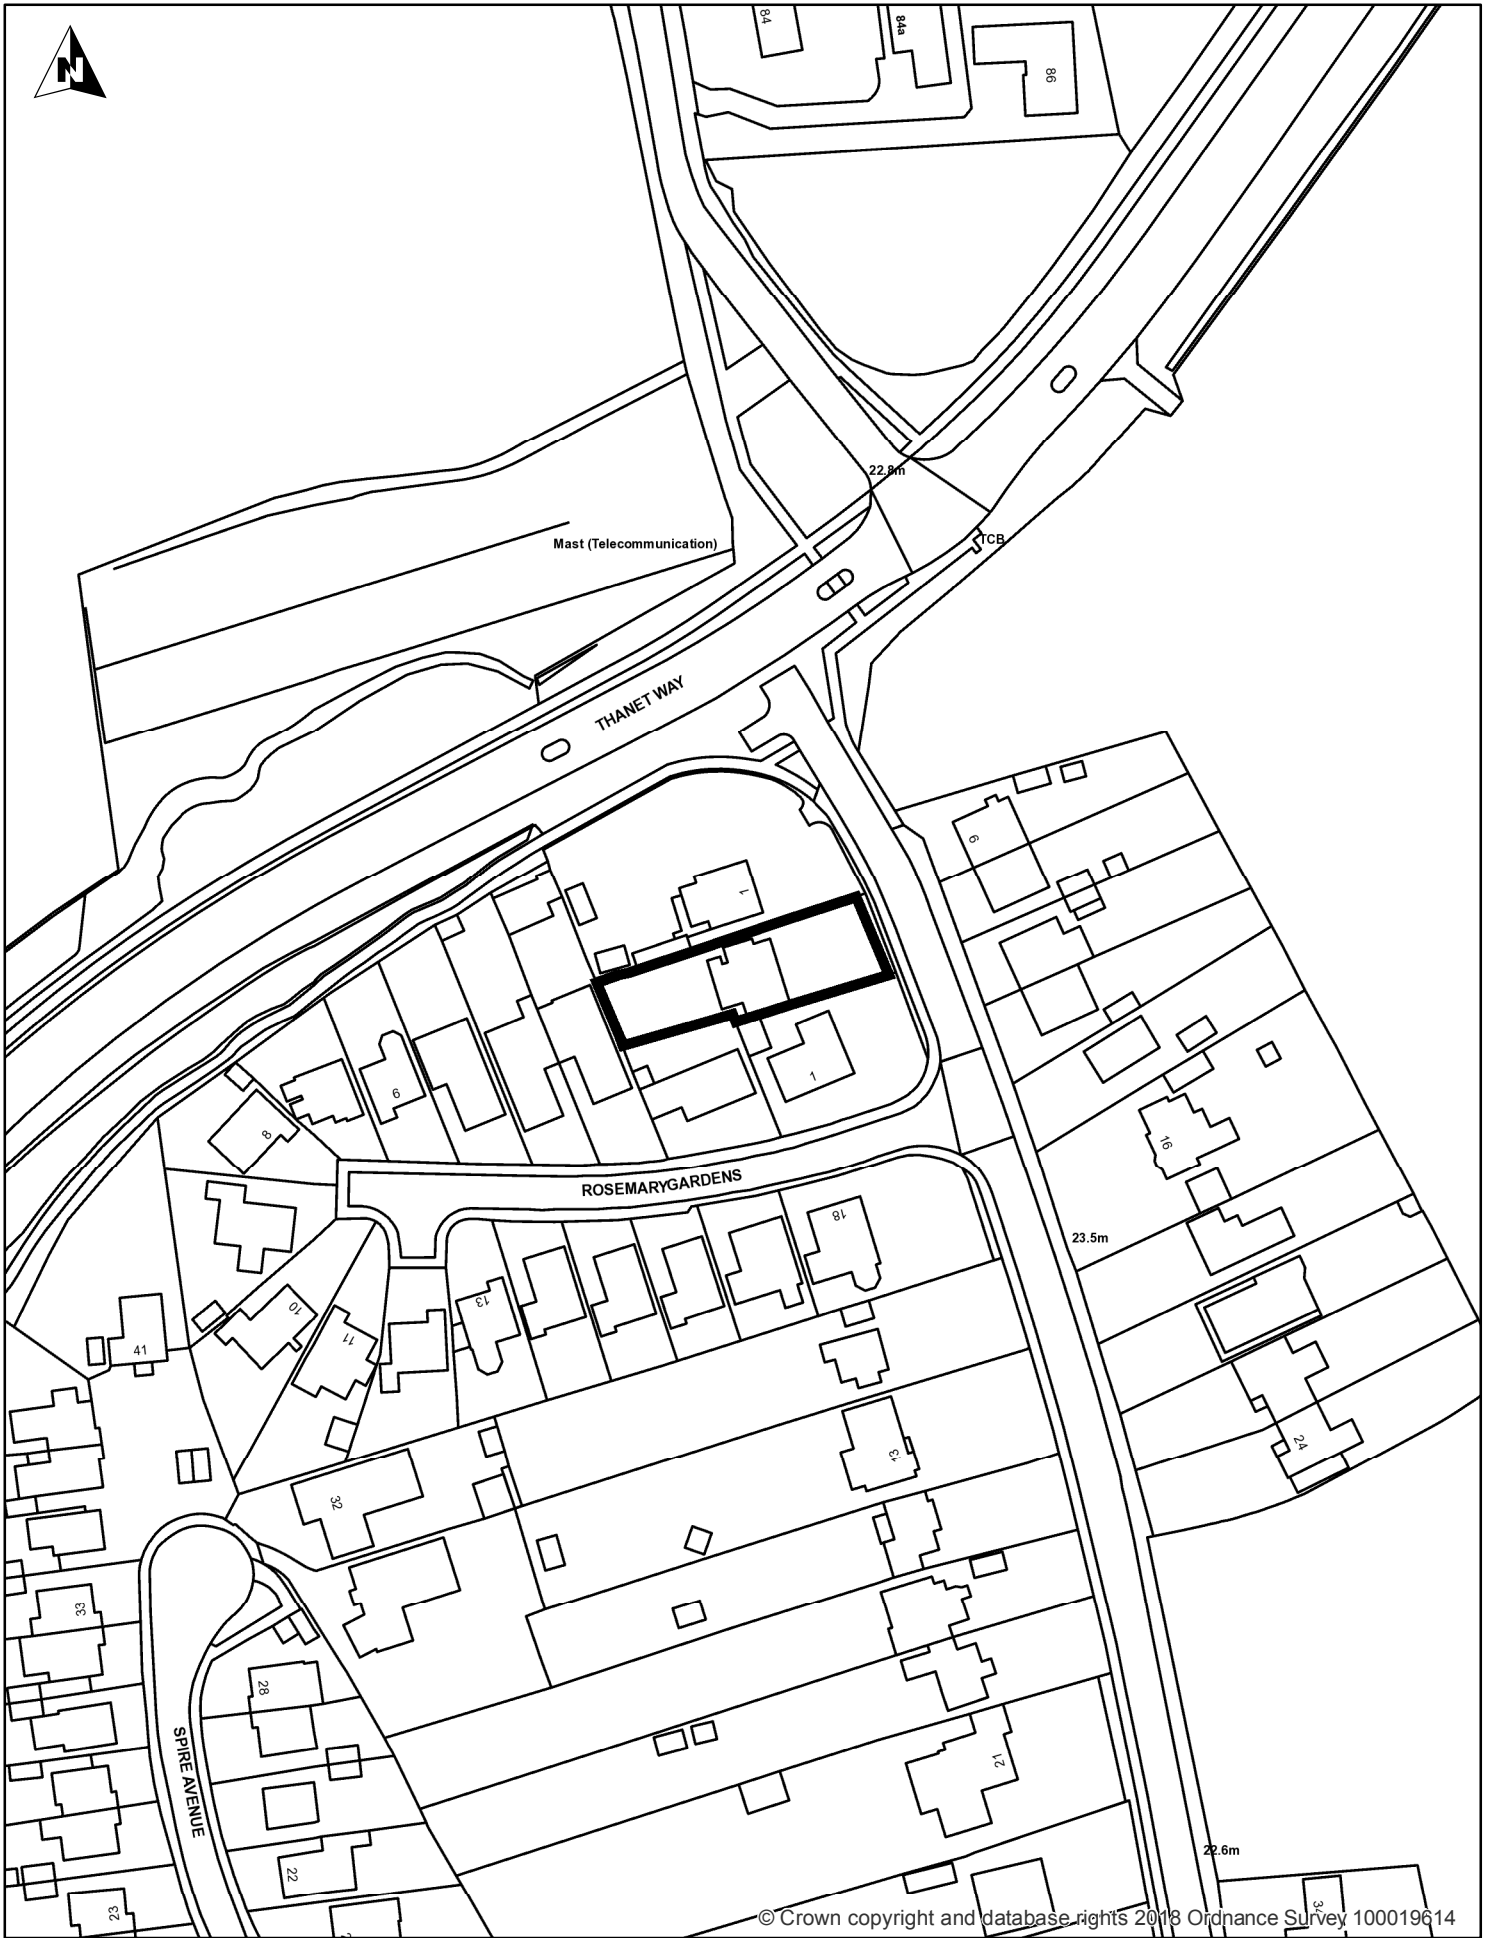 N
84
84a
86
22.8m
TCB
Mast (Telecommunication)
THANET WAY
6
1
1
9
8
16
ROSEMARYGARDENS
18
23.5m
10
11
13
41
13
24
32
33
28
21
SPIRE AVENUE
22.6m
22
23
© Crown copyright and database rights 2018 Ordnance Survey 100019614